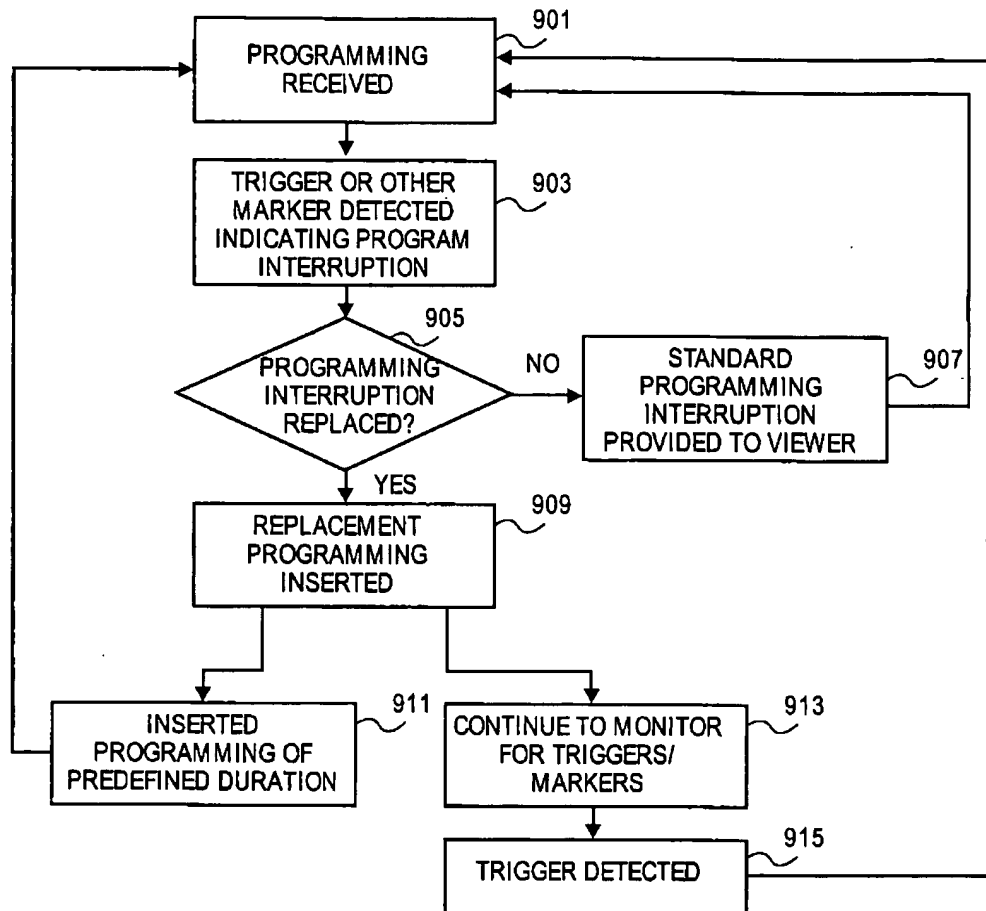 901
PROGRAMMING
RECEIVED
TRIGGER OR OTHER
MARKER DETECTED
INDICATING PROGRAM
INTERRUPTION
903
905
PROGRAMMING
INTERRUPTION
REPLACED?
NO
STANDARD
PROGRAMMING
INTERRUPTION
PROVIDED TO VIEWER
907
YES
REPLACEMENT
PROGRAMMING
INSERTED
909
INSERTED
PROGRAMMING OF
PREDEFINED DURATION
911
CONTINUE TO MONITOR
FOR TRIGGERS/
MARKERS
913
TRIGGER DETECTED
915